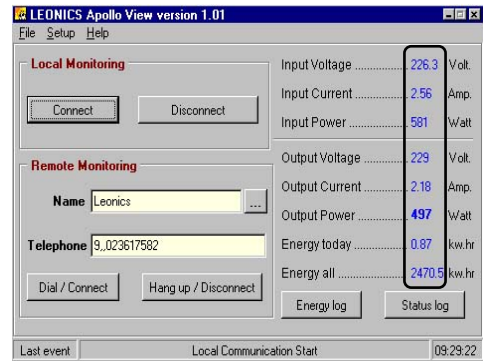 LEONICS Apollo View version 1.01
File Setup Help
Local Monitoring
Connect Disconnect
Remote Monitoring
Name Leonics ...
Telephone 9,,023617582
Dial / Connect Hang up / Disconnect
Input Voltage ................ 226.3 Volt.
Input Current ................ 2.56 Amp.
Input Power .................. 581 Watt
Output Voltage ............... 229 Volt.
Output Current ............... 2.18 Amp.
Output Power ................. 497 Watt
Energy today ................. 0.87 kw.hr
Energy all ................... 2470.5 kw.hr
Energy log Status log
Last event Local Communication Start 09:29:22